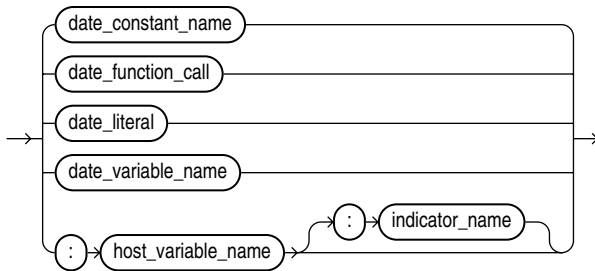 date_constant_name
date_function_call
date_literal
date_variable_name
: indicator_name
: host_variable_name